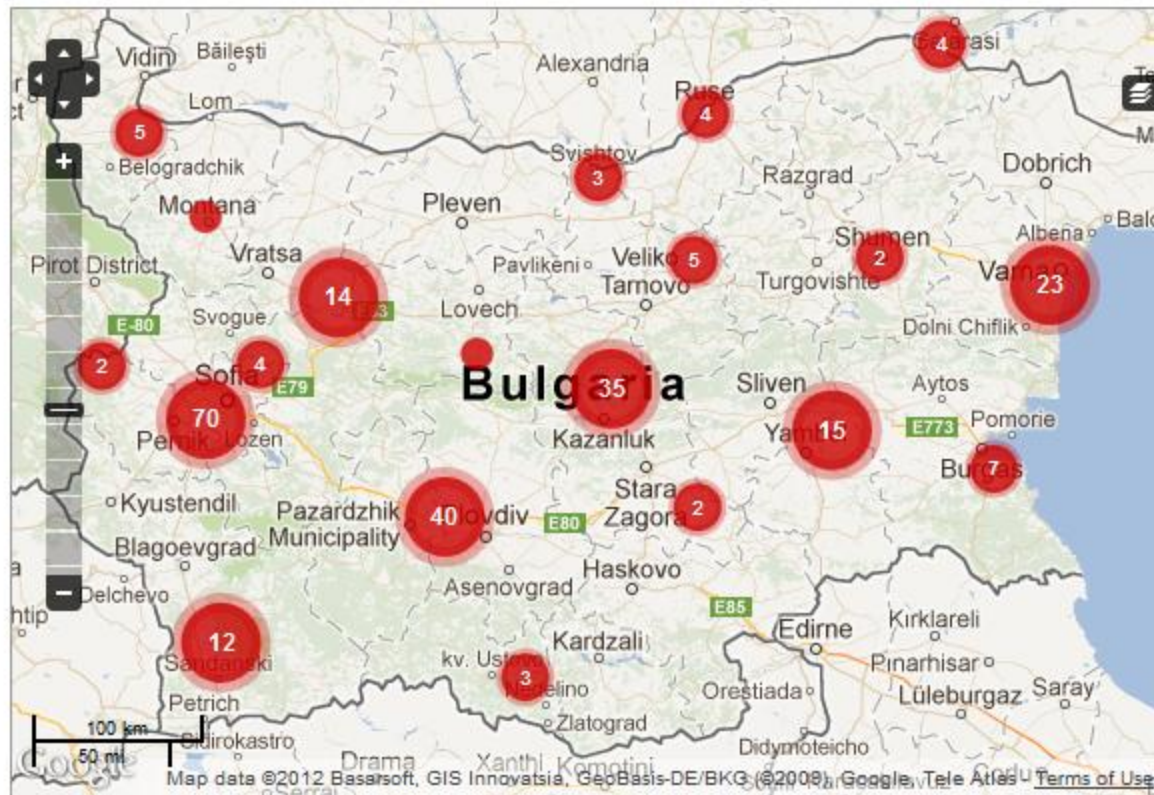 Vidin
Băilești
Alexandria
4
Ruse
4
Lom
5
Belogradchik
Svishtov
3
Dobrich
Razgrad
Montana
Pleven
Albena
Shumen
2
Vratsa
Pirot District
Pavlikeni
Veliko
Tarnovo
5
Turgovishte
Varna
23
14
Lovech
E-80
Svogue
Dolni Chiflik
2
4
Sofia
E79
Bulgaria
35
Sliven
Aytos
70
Pernik
Lozen
Kazanluk
Yambol
15
E773
Pomorie
Burgas
7
Kyustendil
Pazardzhik
Municipality
40
Plovdiv
E80
Stara
Zagora
2
Blagoevgrad
Asenovgrad
Haskovo
Delchevo
E85
Edirne
Kırklareli
12
Sandanski
kv. Ustovo
3
Kardzali
Nedelino
Pınarhisar
Petrich
Zlatograd
Orestiada
Lüleburgaz
Saray
100 km
50 mi
Sidirokastro
Drama
Xanthi
Komotini
Didymoteicho
Google
Map data ©2012 Basarsoft, GIS Innovatsia, GeoBasis-DE/BKG (©2009), Google, Tele Atlas - Terms of Use